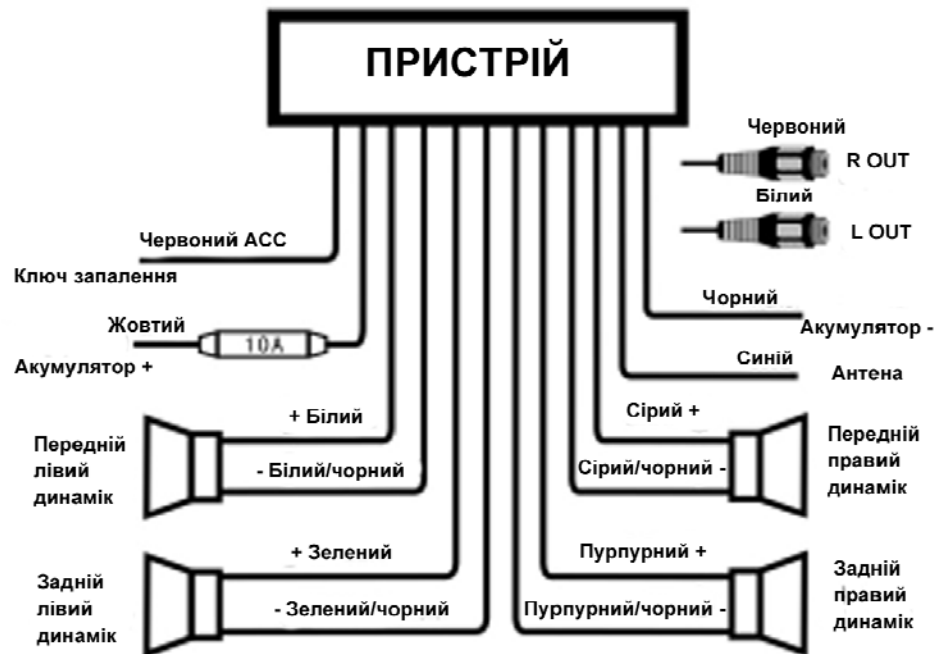 ПРИСТРІЙ
Червоний
R OUT
Білий
L OUT
Червоний ACC
Ключ запалення
Жовтий
10A
Акумулятор +
Чорний
Акумулятор -
Синій
Антена
+ Білий
- Білий/чорний
Передній
лівий
динамік
Сірий +
Сірий/чорний -
Передній
правий
динамік
+ Зелений
- Зелений/чорний
Задній
лівий
динамік
Пурпурний +
Пурпурний/чорний -
Задній
правий
динамік